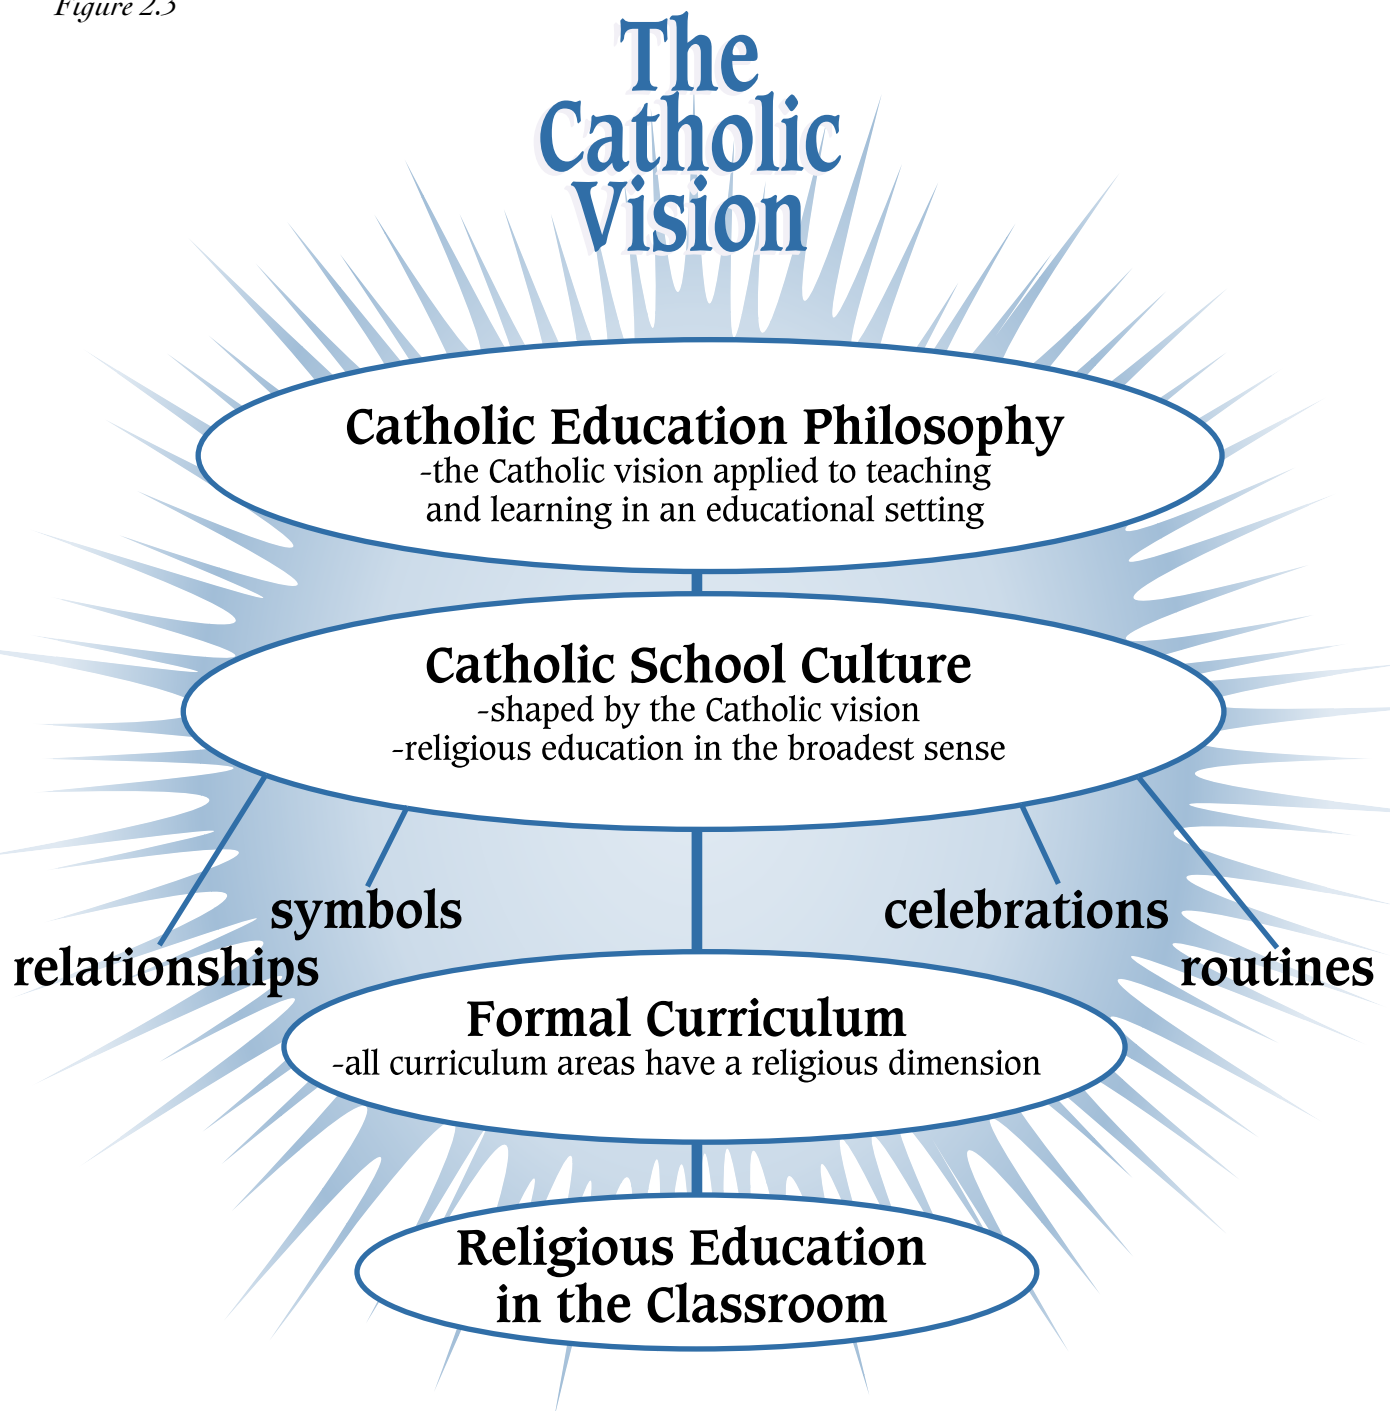 Figure 2.3
The
Catholic
Vision
Catholic Education Philosophy
-the Catholic vision applied to teaching
and learning in an educational setting
Catholic School Culture
-shaped by the Catholic vision
-religious education in the broadest sense
symbols
celebrations
relationships
routines
Formal Curriculum
-all curriculum areas have a religious dimension
Religious Education
in the Classroom